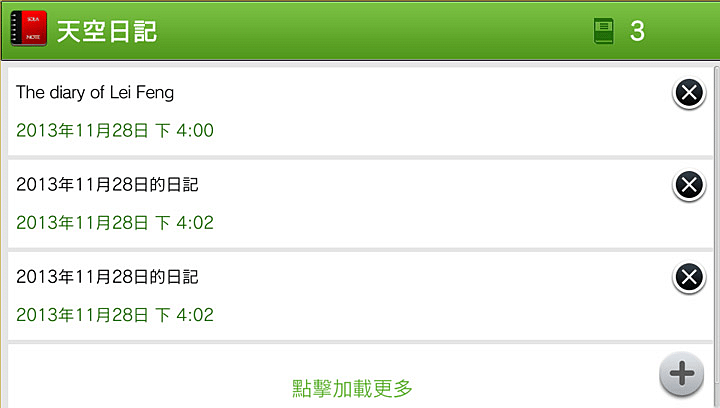 SOLA
NOTE
天空日記
3
The diary of Lei Feng
2013年11月28日 下 4:00
2013年11月28日的日記
2013年11月28日 下 4:02
2013年11月28日的日記
2013年11月28日 下 4:02
點擊加載更多